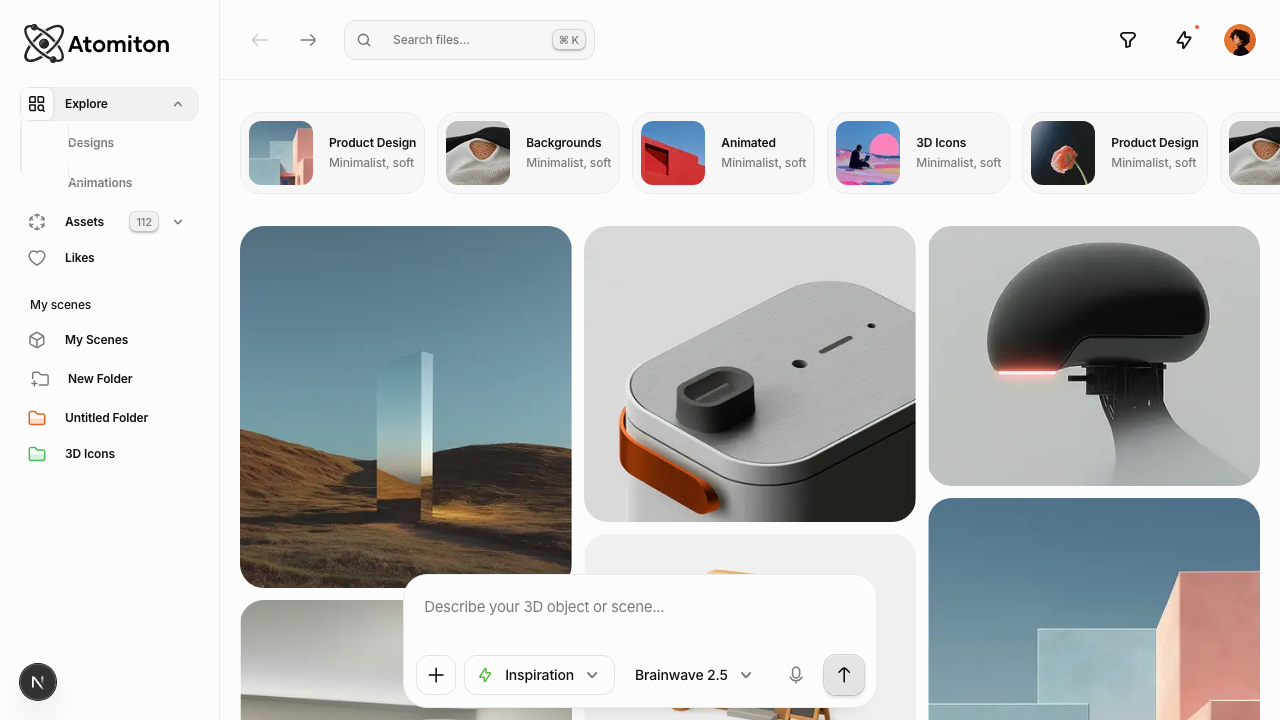 Atomiton
Explore
Designs
Animations
Assets
112
Likes
My scenes
My Scenes
New Folder
Untitled Folder
3D Icons
N
Search files...
⌘ K
Product Design
Minimalist, soft
Backgrounds
Minimalist, soft
Animated
Minimalist, soft
3D Icons
Minimalist, soft
Product Design
Minimalist, soft
Describe your 3D object or scene...
Inspiration
Brainwave 2.5